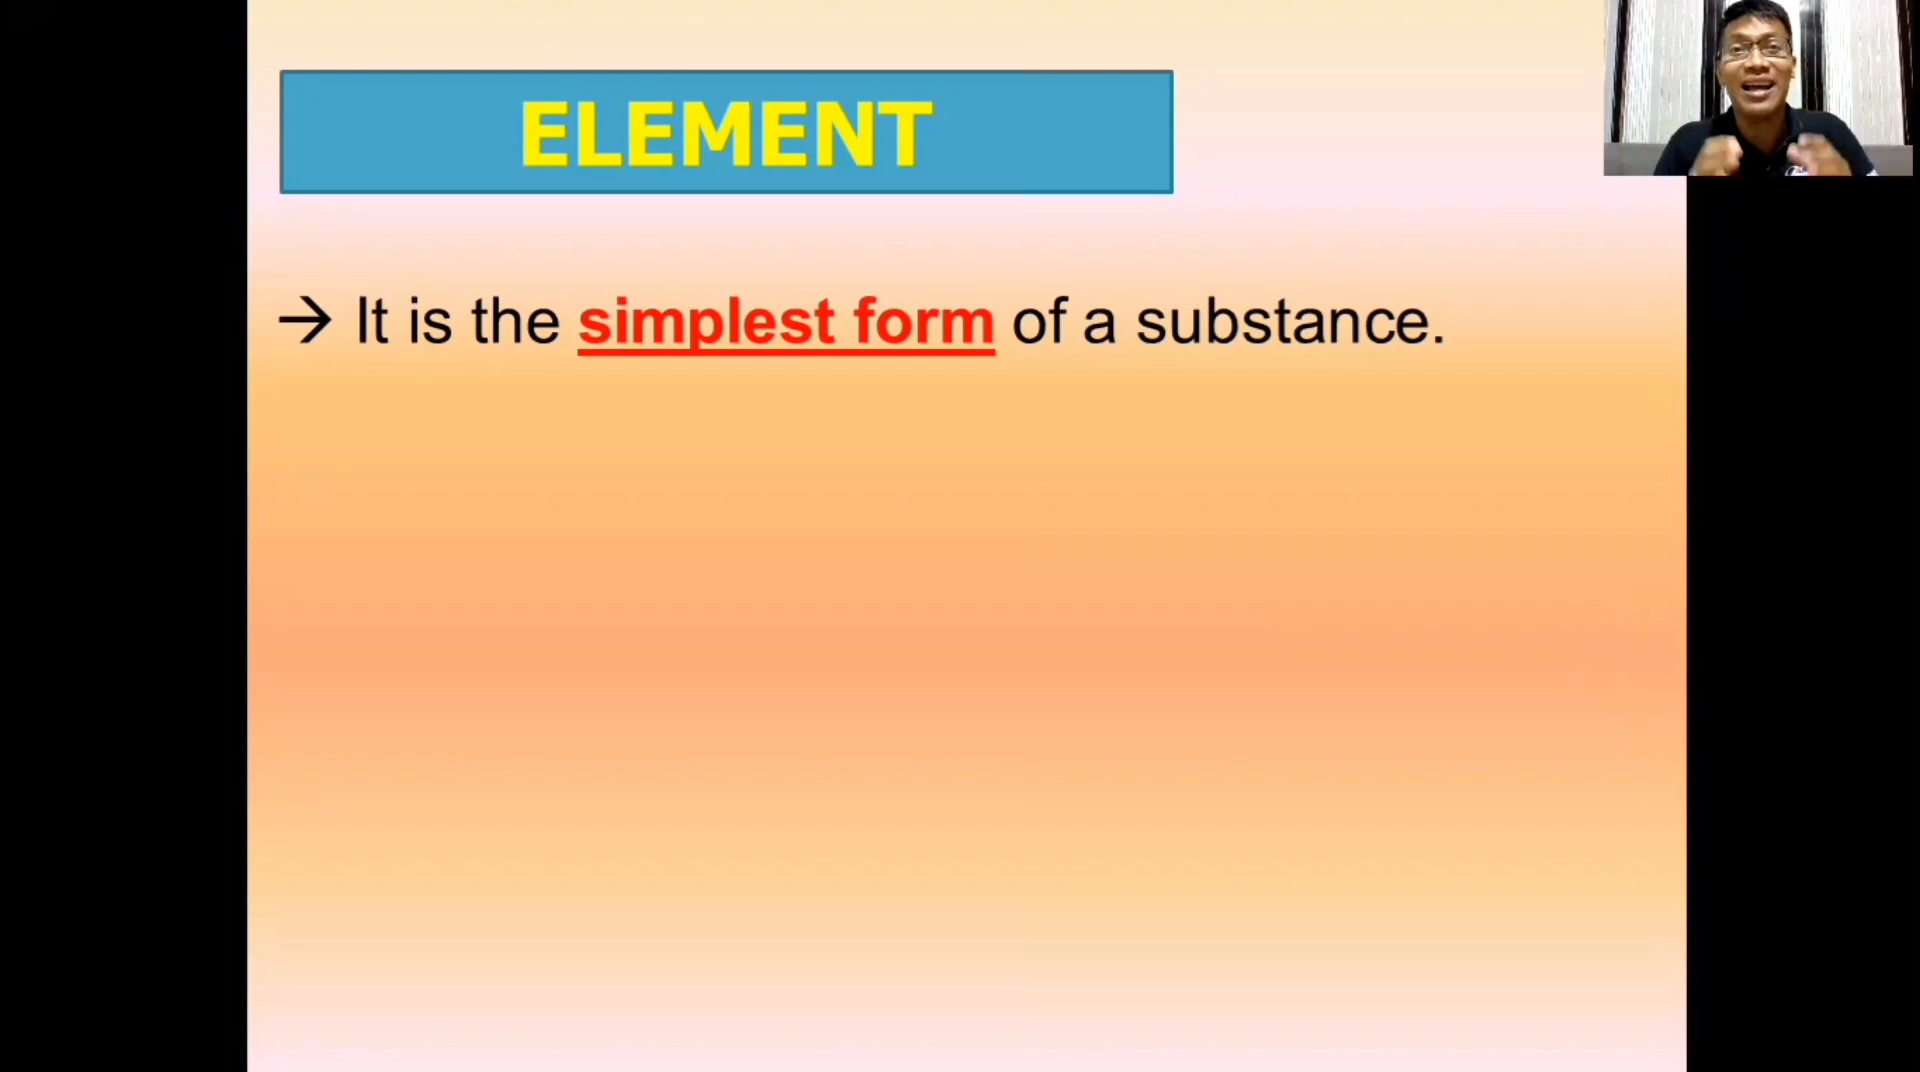 ELEMENT
→ It is the simplest form of a substance.